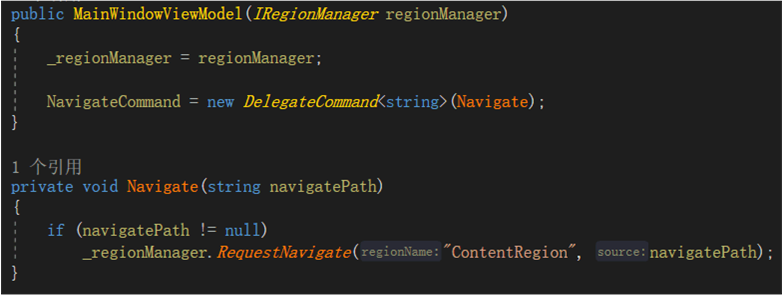 public MainWindowViewModel(IRegionManager regionManager)
{
_regionManager = regionManager;
NavigateCommand = new DelegateCommand<string>(Navigate);
}
1 个引用
private void Navigate(string navigatePath)
{
if (navigatePath != null)
_regionManager.RequestNavigate(regionName:"ContentRegion", source:navigatePath);
}